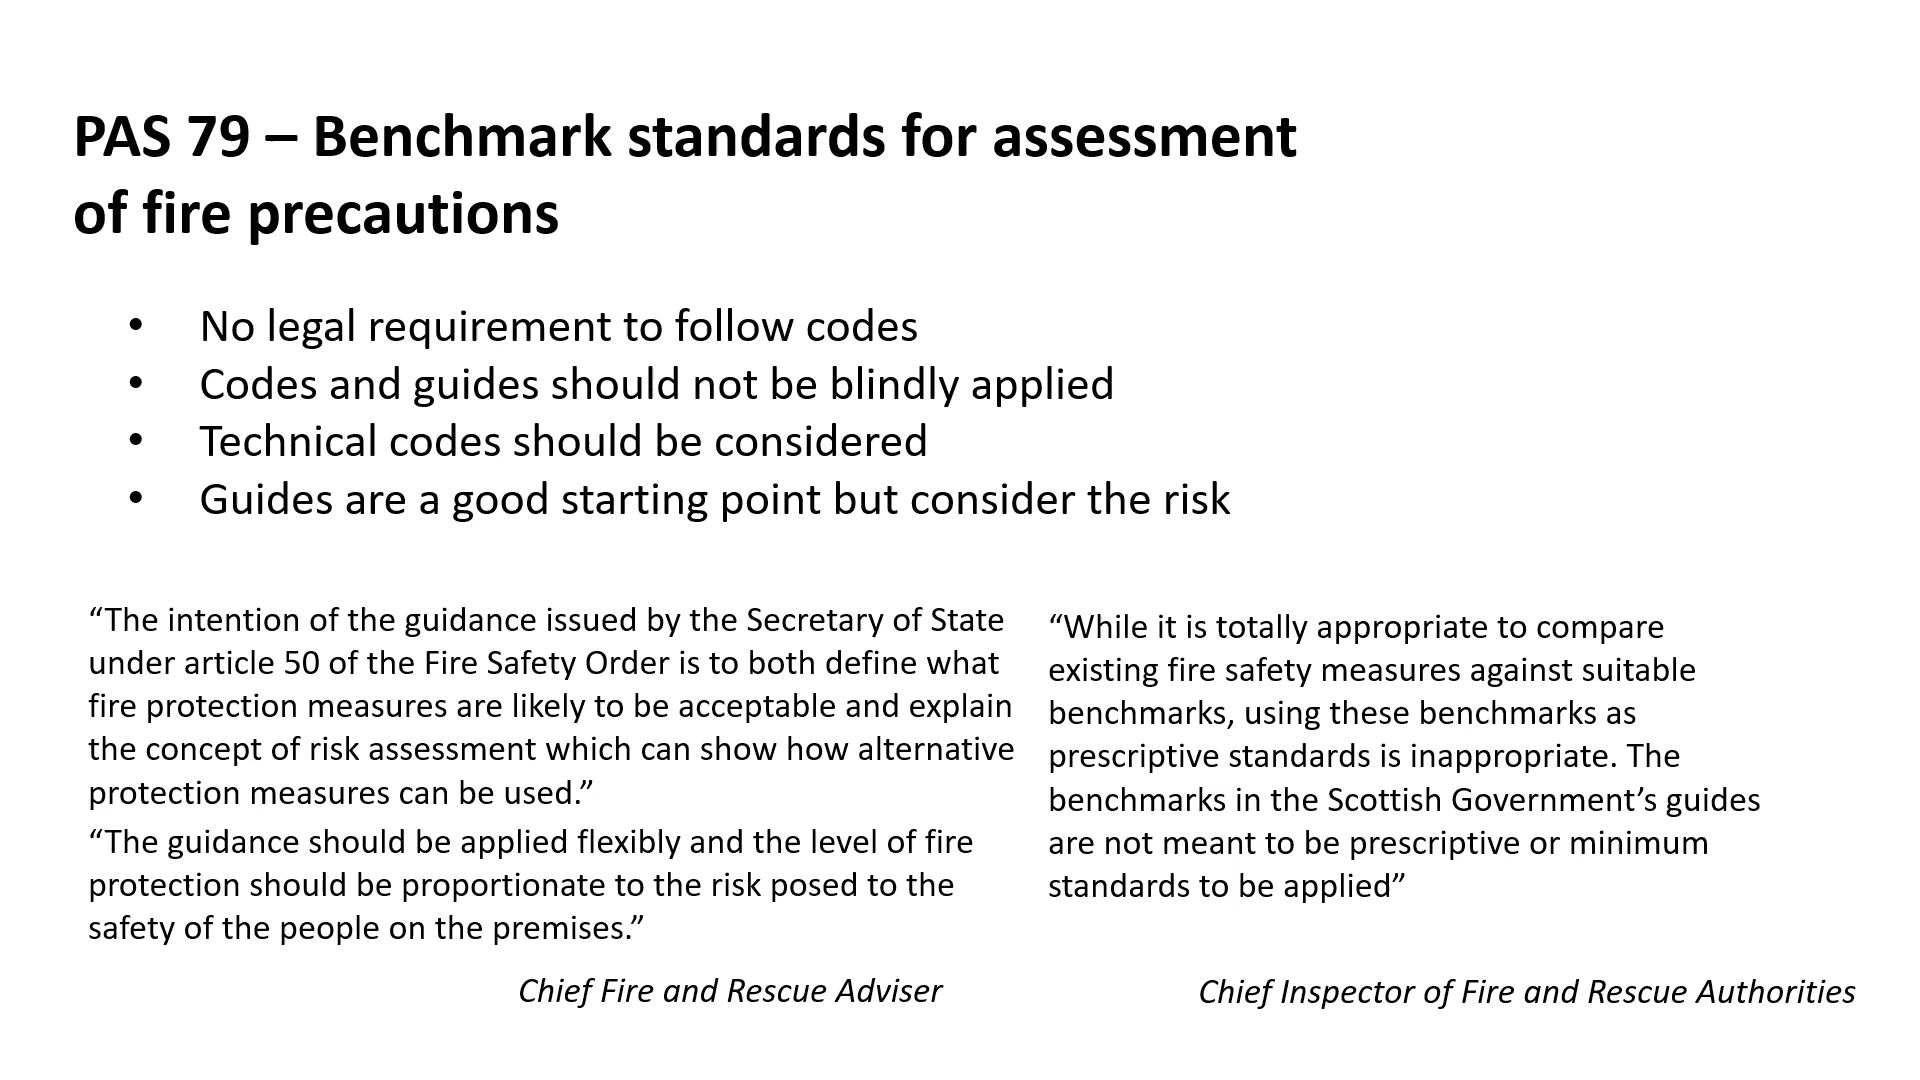 PAS 79 – Benchmark standards for assessment
of fire precautions
• No legal requirement to follow codes
• Codes and guides should not be blindly applied
• Technical codes should be considered
• Guides are a good starting point but consider the risk
“The intention of the guidance issued by the Secretary of State
under article 50 of the Fire Safety Order is to both define what
fire protection measures are likely to be acceptable and explain
the concept of risk assessment which can show how alternative
protection measures can be used.”
“The guidance should be applied flexibly and the level of fire
protection should be proportionate to the risk posed to the
safety of the people on the premises.”
Chief Fire and Rescue Adviser
“While it is totally appropriate to compare
existing fire safety measures against suitable
benchmarks, using these benchmarks as
prescriptive standards is inappropriate. The
benchmarks in the Scottish Government’s guides
are not meant to be prescriptive or minimum
standards to be applied”
Chief Inspector of Fire and Rescue Authorities